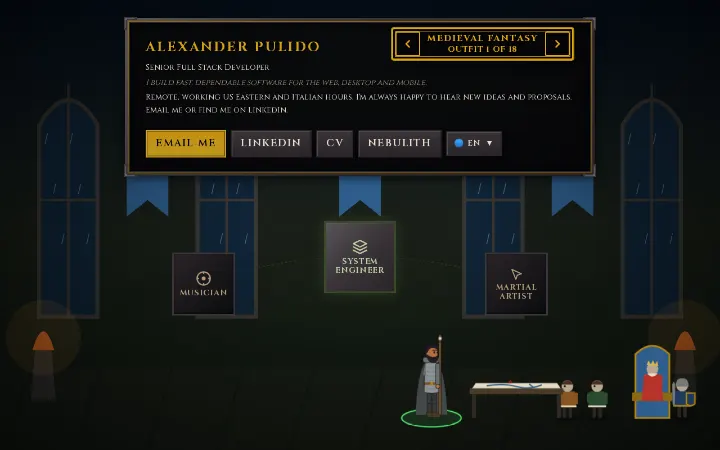 ALEXANDER PULIDO
MEDIEVAL FANTASY
OUTFIT 1 OF 18
SENIOR FULL STACK DEVELOPER
I BUILD FAST, DEPENDABLE SOFTWARE FOR THE WEB, DESKTOP AND MOBILE.
REMOTE, WORKING US EASTERN AND ITALIAN HOURS. I'M ALWAYS HAPPY TO HEAR NEW IDEAS AND PROPOSALS.
EMAIL ME OR FIND ME ON LINKEDIN.
EMAIL ME
LINKEDIN
CV
NEBULITH
EN
SYSTEM
ENGINEER
MUSICIAN
MARTIAL
ARTIST